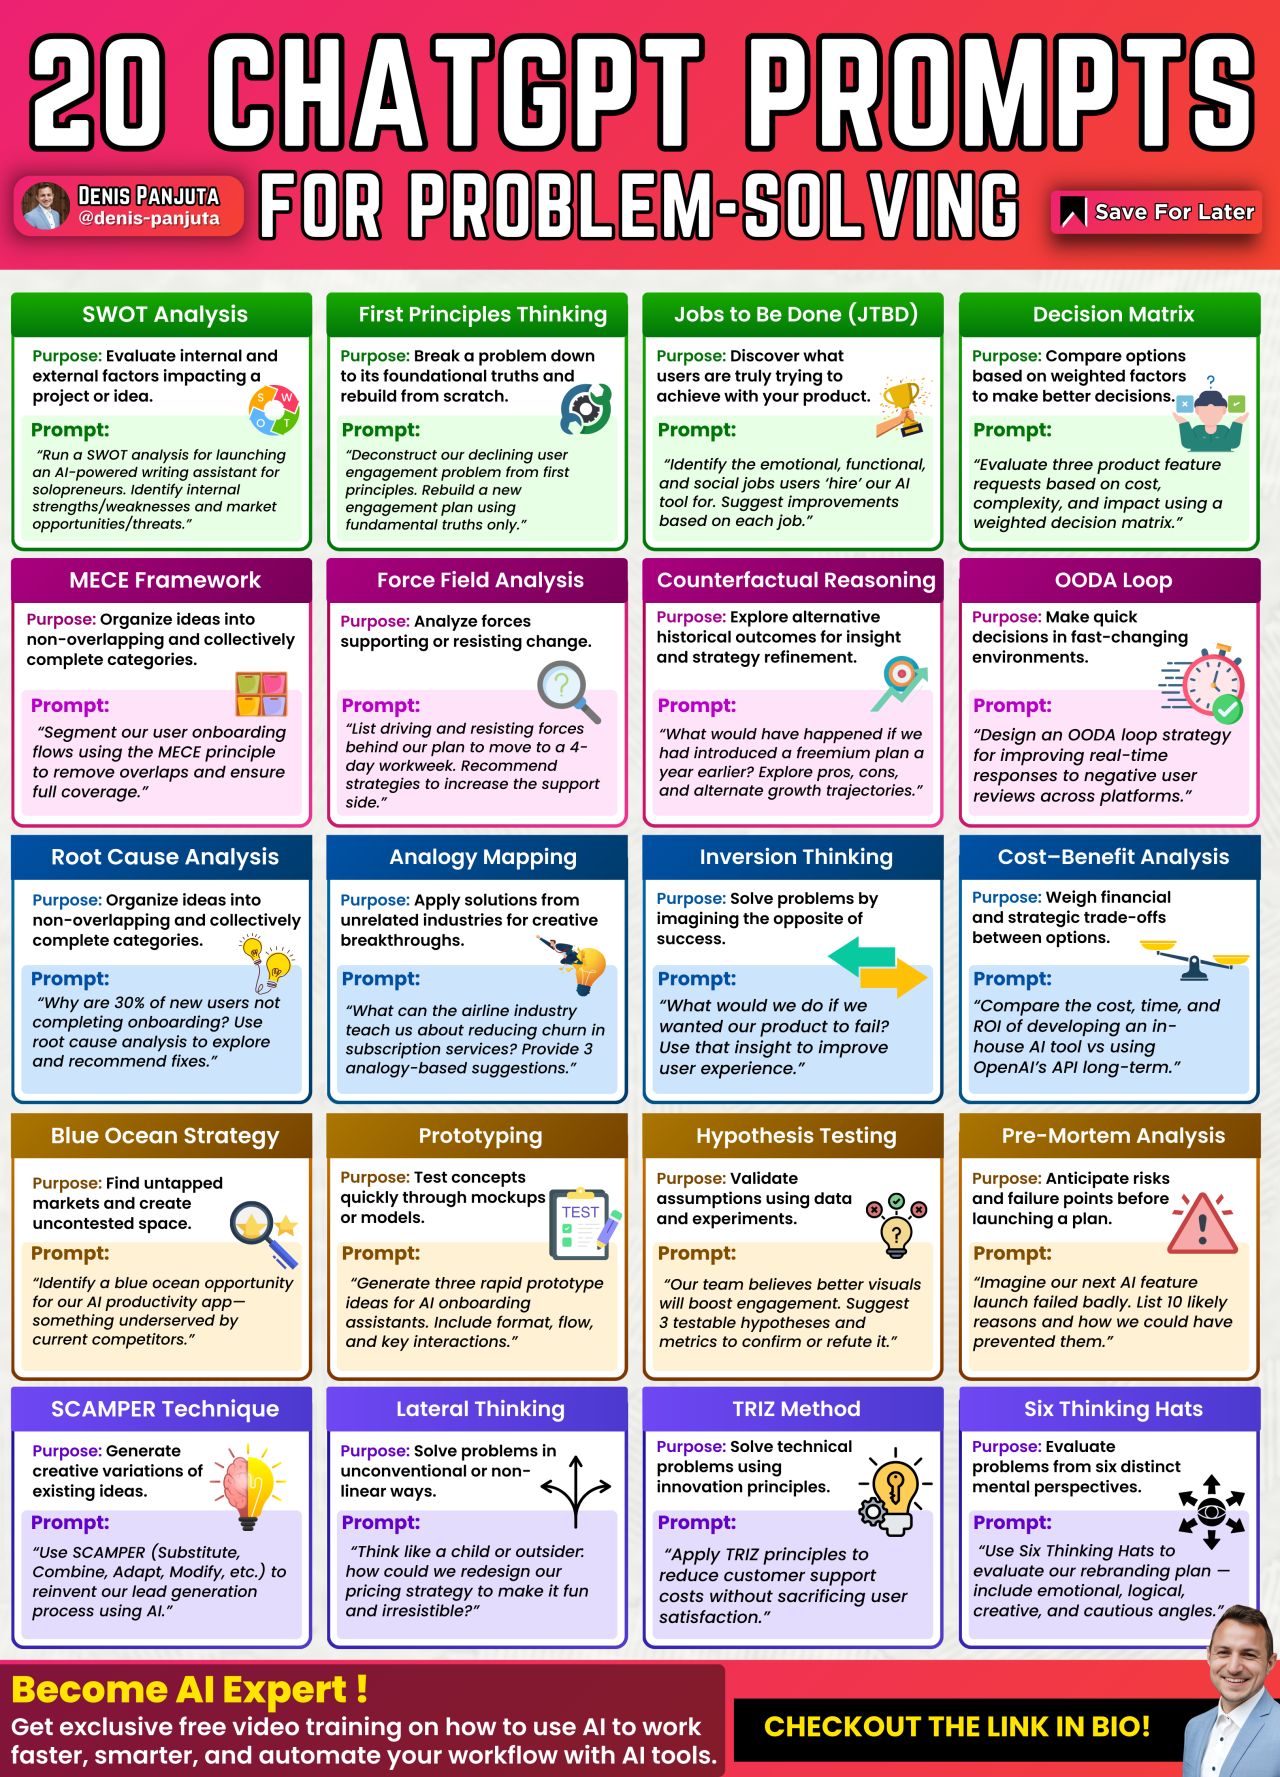 20 CHATGPT PROMPTS
DENIS PANJUTA
@denis-panjuta
FOR PROBLEM-SOLVING
Save For Later
SWOT Analysis
Purpose: Evaluate internal and
external factors impacting a
project or idea.
S W
O T
Prompt:
“Run a SWOT analysis for launching
an AI-powered writing assistant for
solopreneurs. Identify internal
strengths/weaknesses and market
opportunities/threats.”
First Principles Thinking
Purpose: Break a problem down
to its foundational truths and
rebuild from scratch.
Prompt:
“Deconstruct our declining user
engagement problem from first
principles. Rebuild a new
engagement plan using
fundamental truths only.”
Jobs to Be Done (JTBD)
Purpose: Discover what
users are truly trying to
achieve with your product.
Prompt:
“Identify the emotional, functional,
and social jobs users ‘hire’ our AI
tool for. Suggest improvements
based on each job.”
Decision Matrix
Purpose: Compare options
based on weighted factors
to make better decisions.
?
Prompt:
“Evaluate three product feature
requests based on cost,
complexity, and impact using a
weighted decision matrix.”
MECE Framework
Purpose: Organize ideas into
non-overlapping and collectively
complete categories.
Prompt:
“Segment our user onboarding
flows using the MECE principle
to remove overlaps and ensure
full coverage.”
Force Field Analysis
Purpose: Analyze forces
supporting or resisting change.
?
Prompt:
“List driving and resisting forces
behind our plan to move to a 4-
day workweek. Recommend
strategies to increase the support
side.”
Counterfactual Reasoning
Purpose: Explore alternative
historical outcomes for insight
and strategy refinement.
Prompt:
“What would have happened if we
had introduced a freemium plan a
year earlier? Explore pros, cons,
and alternate growth trajectories.”
OODA Loop
Purpose: Make quick
decisions in fast-changing
environments.
Prompt:
“Design an OODA loop strategy
for improving real-time
responses to negative user
reviews across platforms.”
Root Cause Analysis
Purpose: Organize ideas into
non-overlapping and collectively
complete categories.
Prompt:
“Why are 30% of new users not
completing onboarding? Use
root cause analysis to explore
and recommend fixes.”
Analogy Mapping
Purpose: Apply solutions from
unrelated industries for creative
breakthroughs.
Prompt:
“What can the airline industry
teach us about reducing churn in
subscription services? Provide 3
analogy-based suggestions.”
Inversion Thinking
Purpose: Solve problems by
imagining the opposite of
success.
Prompt:
“What would we do if we
wanted our product to fail?
Use that insight to improve
user experience.”
Cost–Benefit Analysis
Purpose: Weigh financial
and strategic trade-offs
between options.
Prompt:
“Compare the cost, time, and
ROI of developing an in-
house AI tool vs using
OpenAI’s API long-term.”
Blue Ocean Strategy
Purpose: Find untapped
markets and create
uncontested space.
Prompt:
“Identify a blue ocean opportunity
for our AI productivity app—
something underserved by
current competitors.”
Prototyping
Purpose: Test concepts
quickly through mockups
or models.
TEST
Prompt:
“Generate three rapid prototype
ideas for AI onboarding
assistants. Include format, flow,
and key interactions.”
Hypothesis Testing
Purpose: Validate
assumptions using data
and experiments.
?
Prompt:
“Our team believes better visuals
will boost engagement. Suggest
3 testable hypotheses and
metrics to confirm or refute it.”
Pre-Mortem Analysis
Purpose: Anticipate risks
and failure points before
launching a plan.
!
Prompt:
“Imagine our next AI feature
launch failed badly. List 10 likely
reasons and how we could have
prevented them.”
SCAMPER Technique
Purpose: Generate
creative variations of
existing ideas.
Prompt:
“Use SCAMPER (Substitute,
Combine, Adapt, Modify, etc.) to
reinvent our lead generation
process using AI.”
Lateral Thinking
Purpose: Solve problems in
unconventional or non-
linear ways.
Prompt:
“Think like a child or outsider:
how could we redesign our
pricing strategy to make it fun
and irresistible?”
TRIZ Method
Purpose: Solve technical
problems using
innovation principles.
Prompt:
“Apply TRIZ principles to
reduce customer support
costs without sacrificing user
satisfaction.”
Six Thinking Hats
Purpose: Evaluate
problems from six distinct
mental perspectives.
Prompt:
“Use Six Thinking Hats to
evaluate our rebranding plan —
include emotional, logical,
creative, and cautious angles.”
Become AI Expert !
Get exclusive free video training on how to use AI to work
faster, smarter, and automate your workflow with AI tools.
CHECKOUT THE LINK IN BIO!